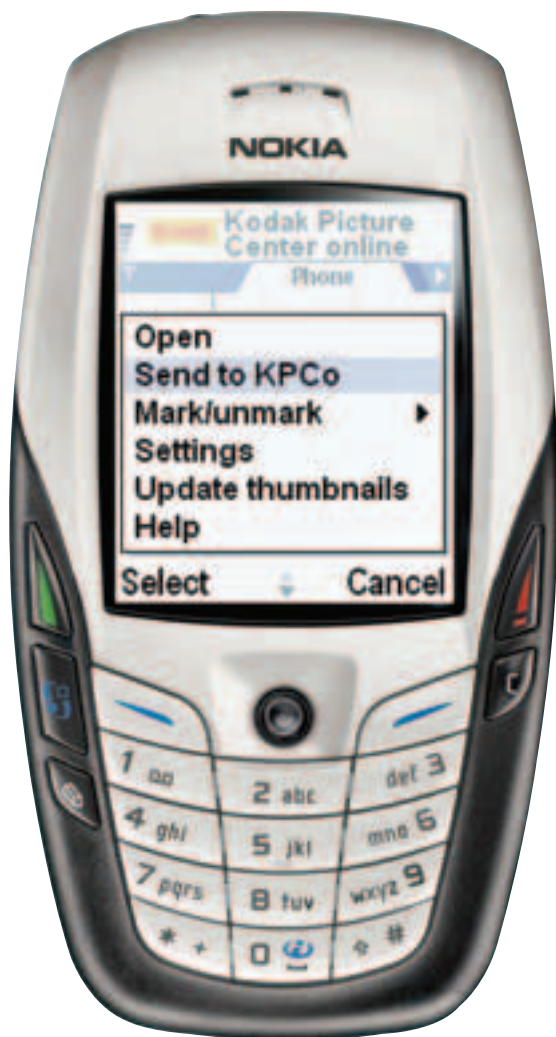 NOKIA
Kodak Picture
Center online
Phone
Open
Send to KPCo
Mark/unmark
Settings
Update thumbnails
Help
Select Cancel
1
2 abc
def 3
4 ghi
5 jkl
mno 6
7 pqrs
8 tuv
wxyz 9
* +
0
#